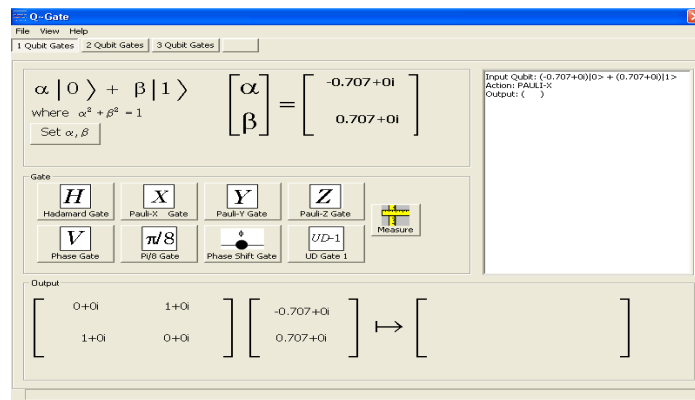 Q-Gate
File View Help
1 Qubit Gates 2 Qubit Gates 3 Qubit Gates
α|0⟩ + β|1⟩
where α² + β² = 1
Set α, β
[α β] = [-0.707+0i 0.707+0i]
Input Qubit: (-0.707+0i)|0> + (0.707+0i)|1>
Action: PAULI-X
Output: ( )
Gate
H X Y Z
Hadamard Gate Pauli-X Gate Pauli-Y Gate Pauli-Z Gate
Measure
V π/8 ϕ UD-1
Phase Gate Pi/8 Gate Phase Shift Gate UD Gate 1
Output
0+0i 1+0i -0.707+0i
↦
1+0i 0+0i 0.707+0i